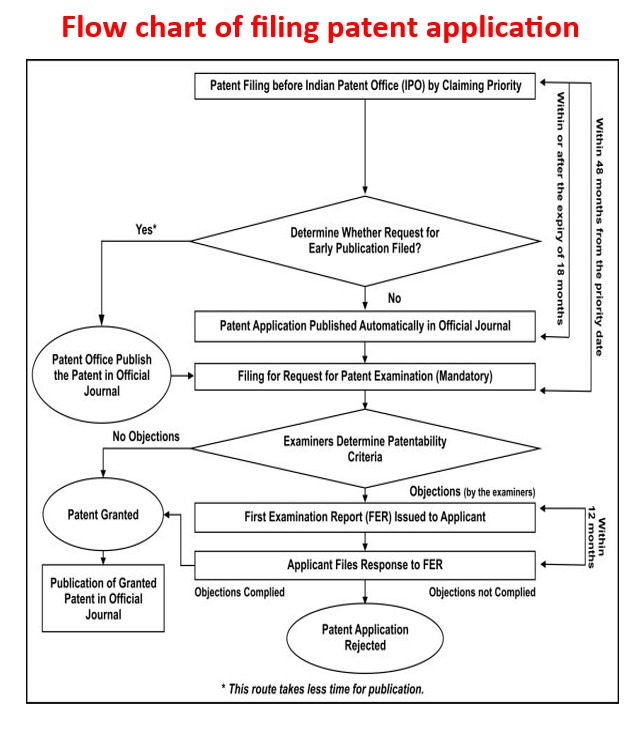 Flow chart of filing patent application
Patent Filing before Indian Patent Office (IPO) by Claiming Priority
Within or after the expiry of 18 months
Within 48 months from the priority date
Determine Whether Request for
Early Publication Filed?
Yes*
No
Patent Application Published Automatically in Official Journal
Patent Office Publish
the Patent in Official
Journal
Filing for Request for Patent Examination (Mandatory)
No Objections
Examiners Determine Patentability
Criteria
Objections (by the examiners)
Patent Granted
First Examination Report (FER) Issued to Applicant
Within
12 months
Applicant Files Response to FER
Publication of Granted
Patent in Official
Journal
Objections Complied
Objections not Complied
Patent Application
Rejected
* This route takes less time for publication.